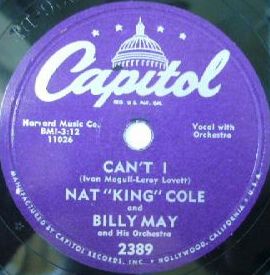 Capitol
REG. U.S. PAT. OFF.
Harvard Music Co.
BMI-3:12
11026
Vocal with
Orchestra
CAN'T I
(Ivan Mogull-Leroy Lovett)
NAT "KING" COLE
and
BILLY MAY
and His Orchestra
2389
MANUFACTURED BY CAPITOL RECORDS, INC. • HOLLYWOOD, CALIFORNIA. U.S.A.